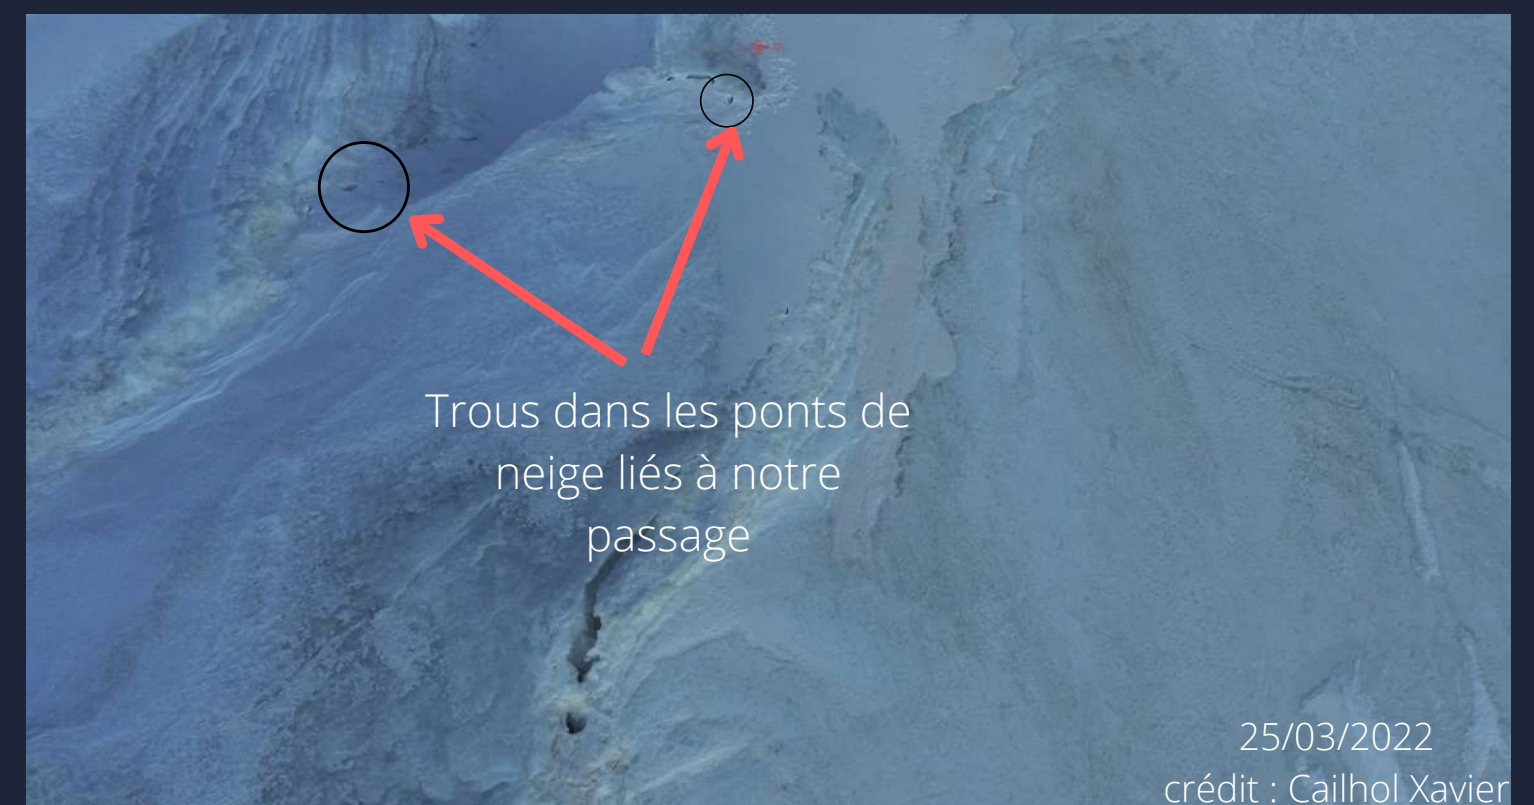 Trous dans les ponts de
neige liés à notre
passage
25/03/2022
crédit : Cailhol Xavier